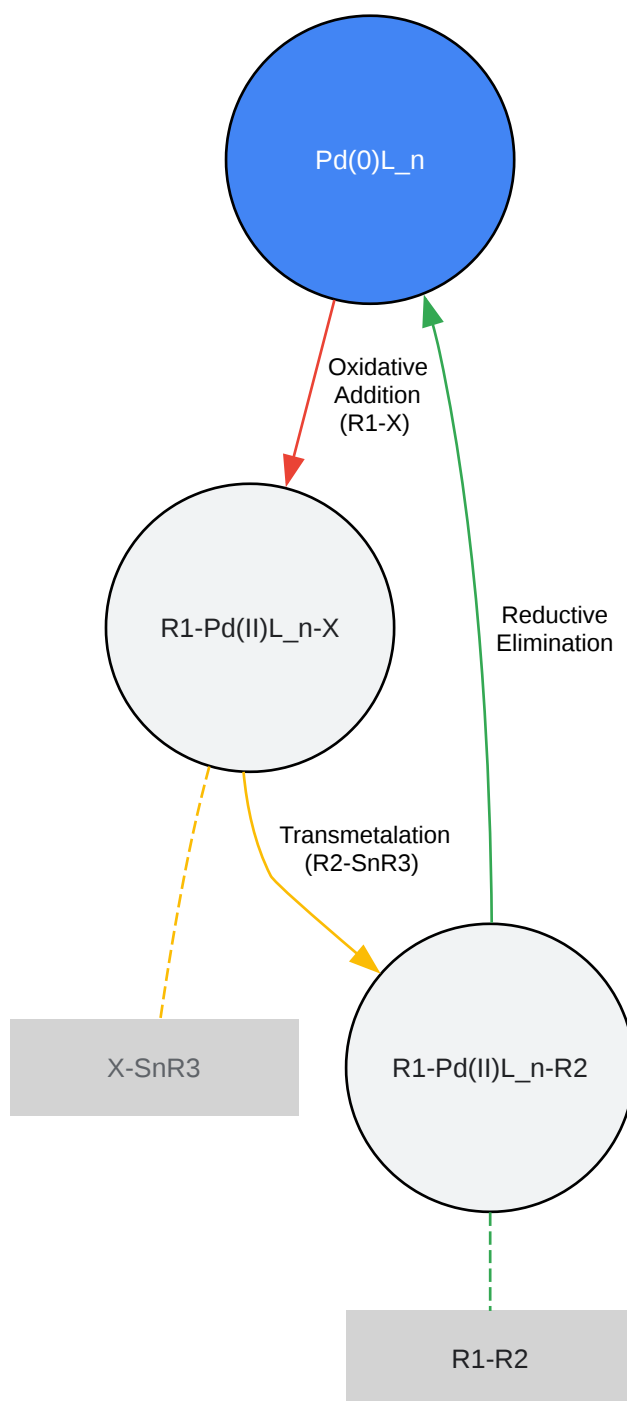 Pd(0)L_n
Oxidative
Addition
(R1-X)
R1-Pd(II)L_n-X
Reductive
Elimination
Transmetalation
(R2-SnR3)
X-SnR3
R1-Pd(II)L_n-R2
R1-R2